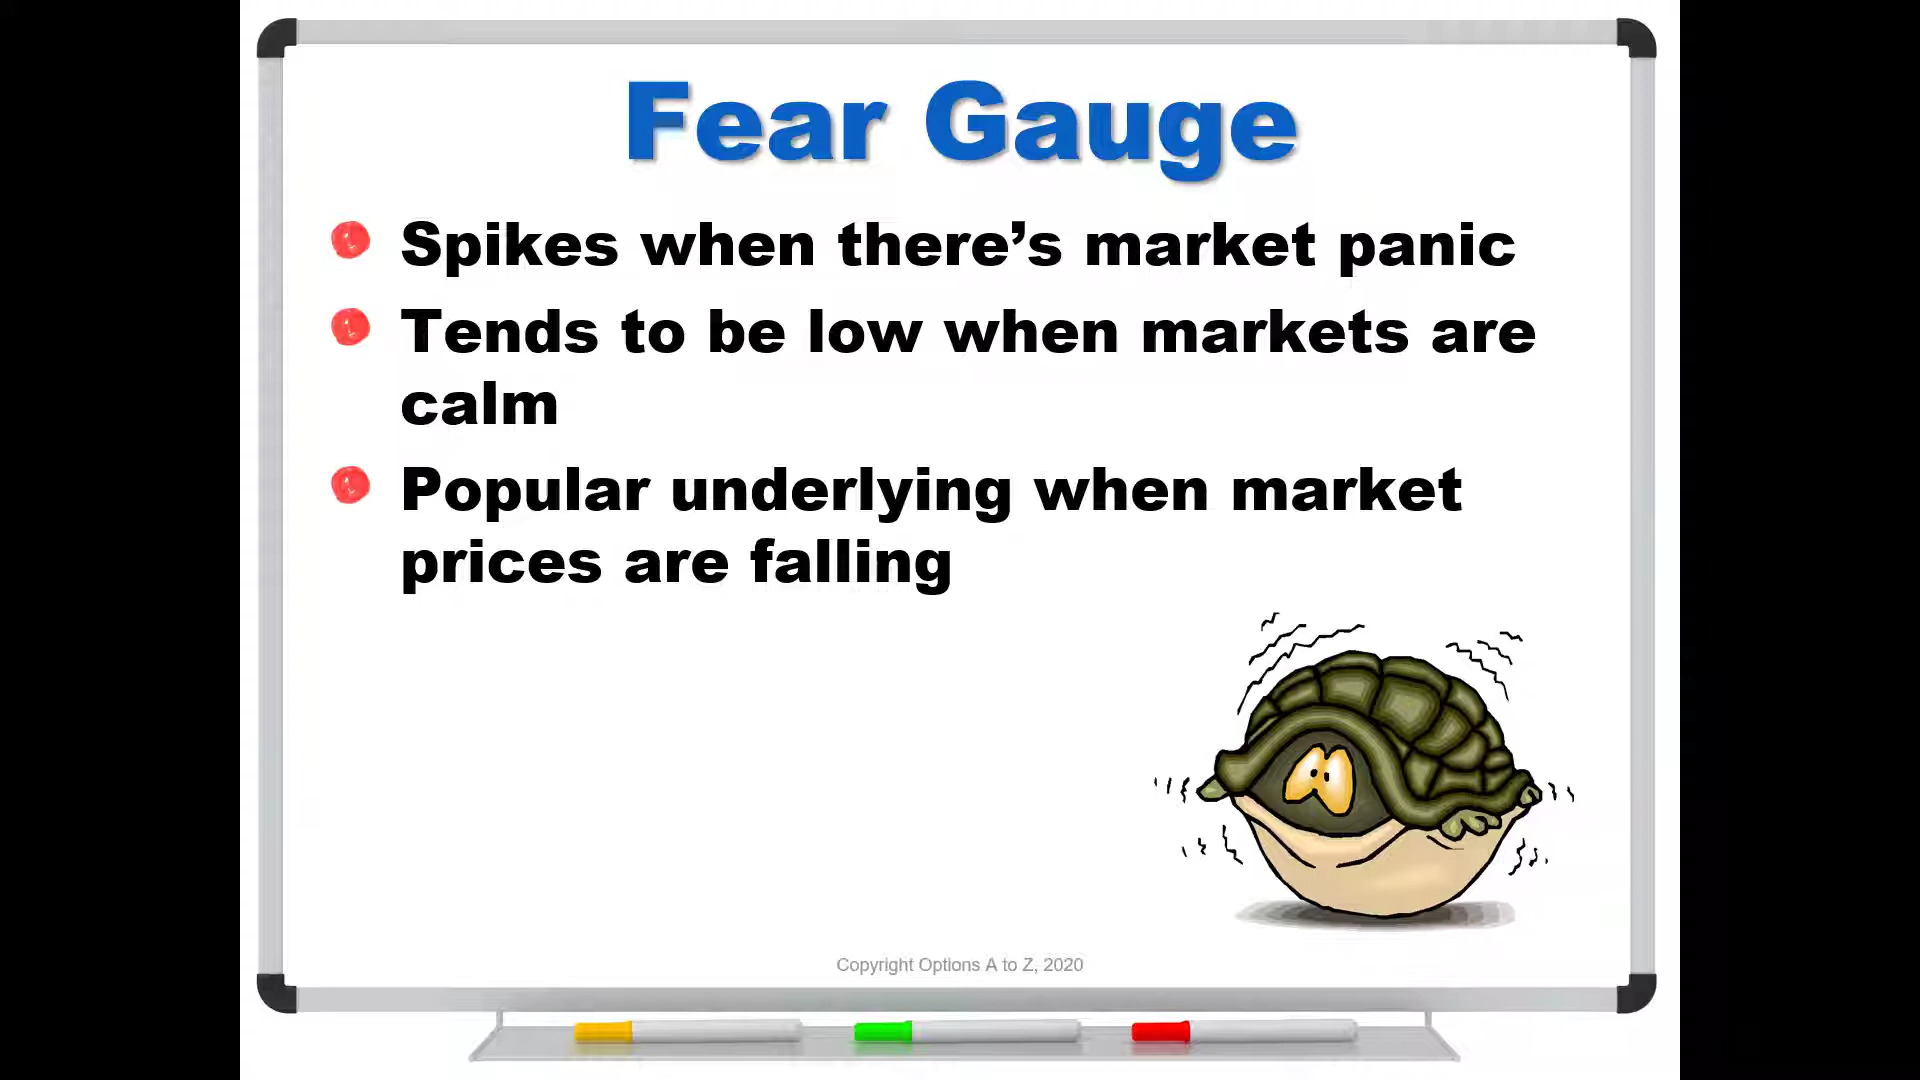 Fear Gauge
Spikes when there’s market panic
Tends to be low when markets are
calm
Popular underlying when market
prices are falling
Copyright Options A to Z, 2020